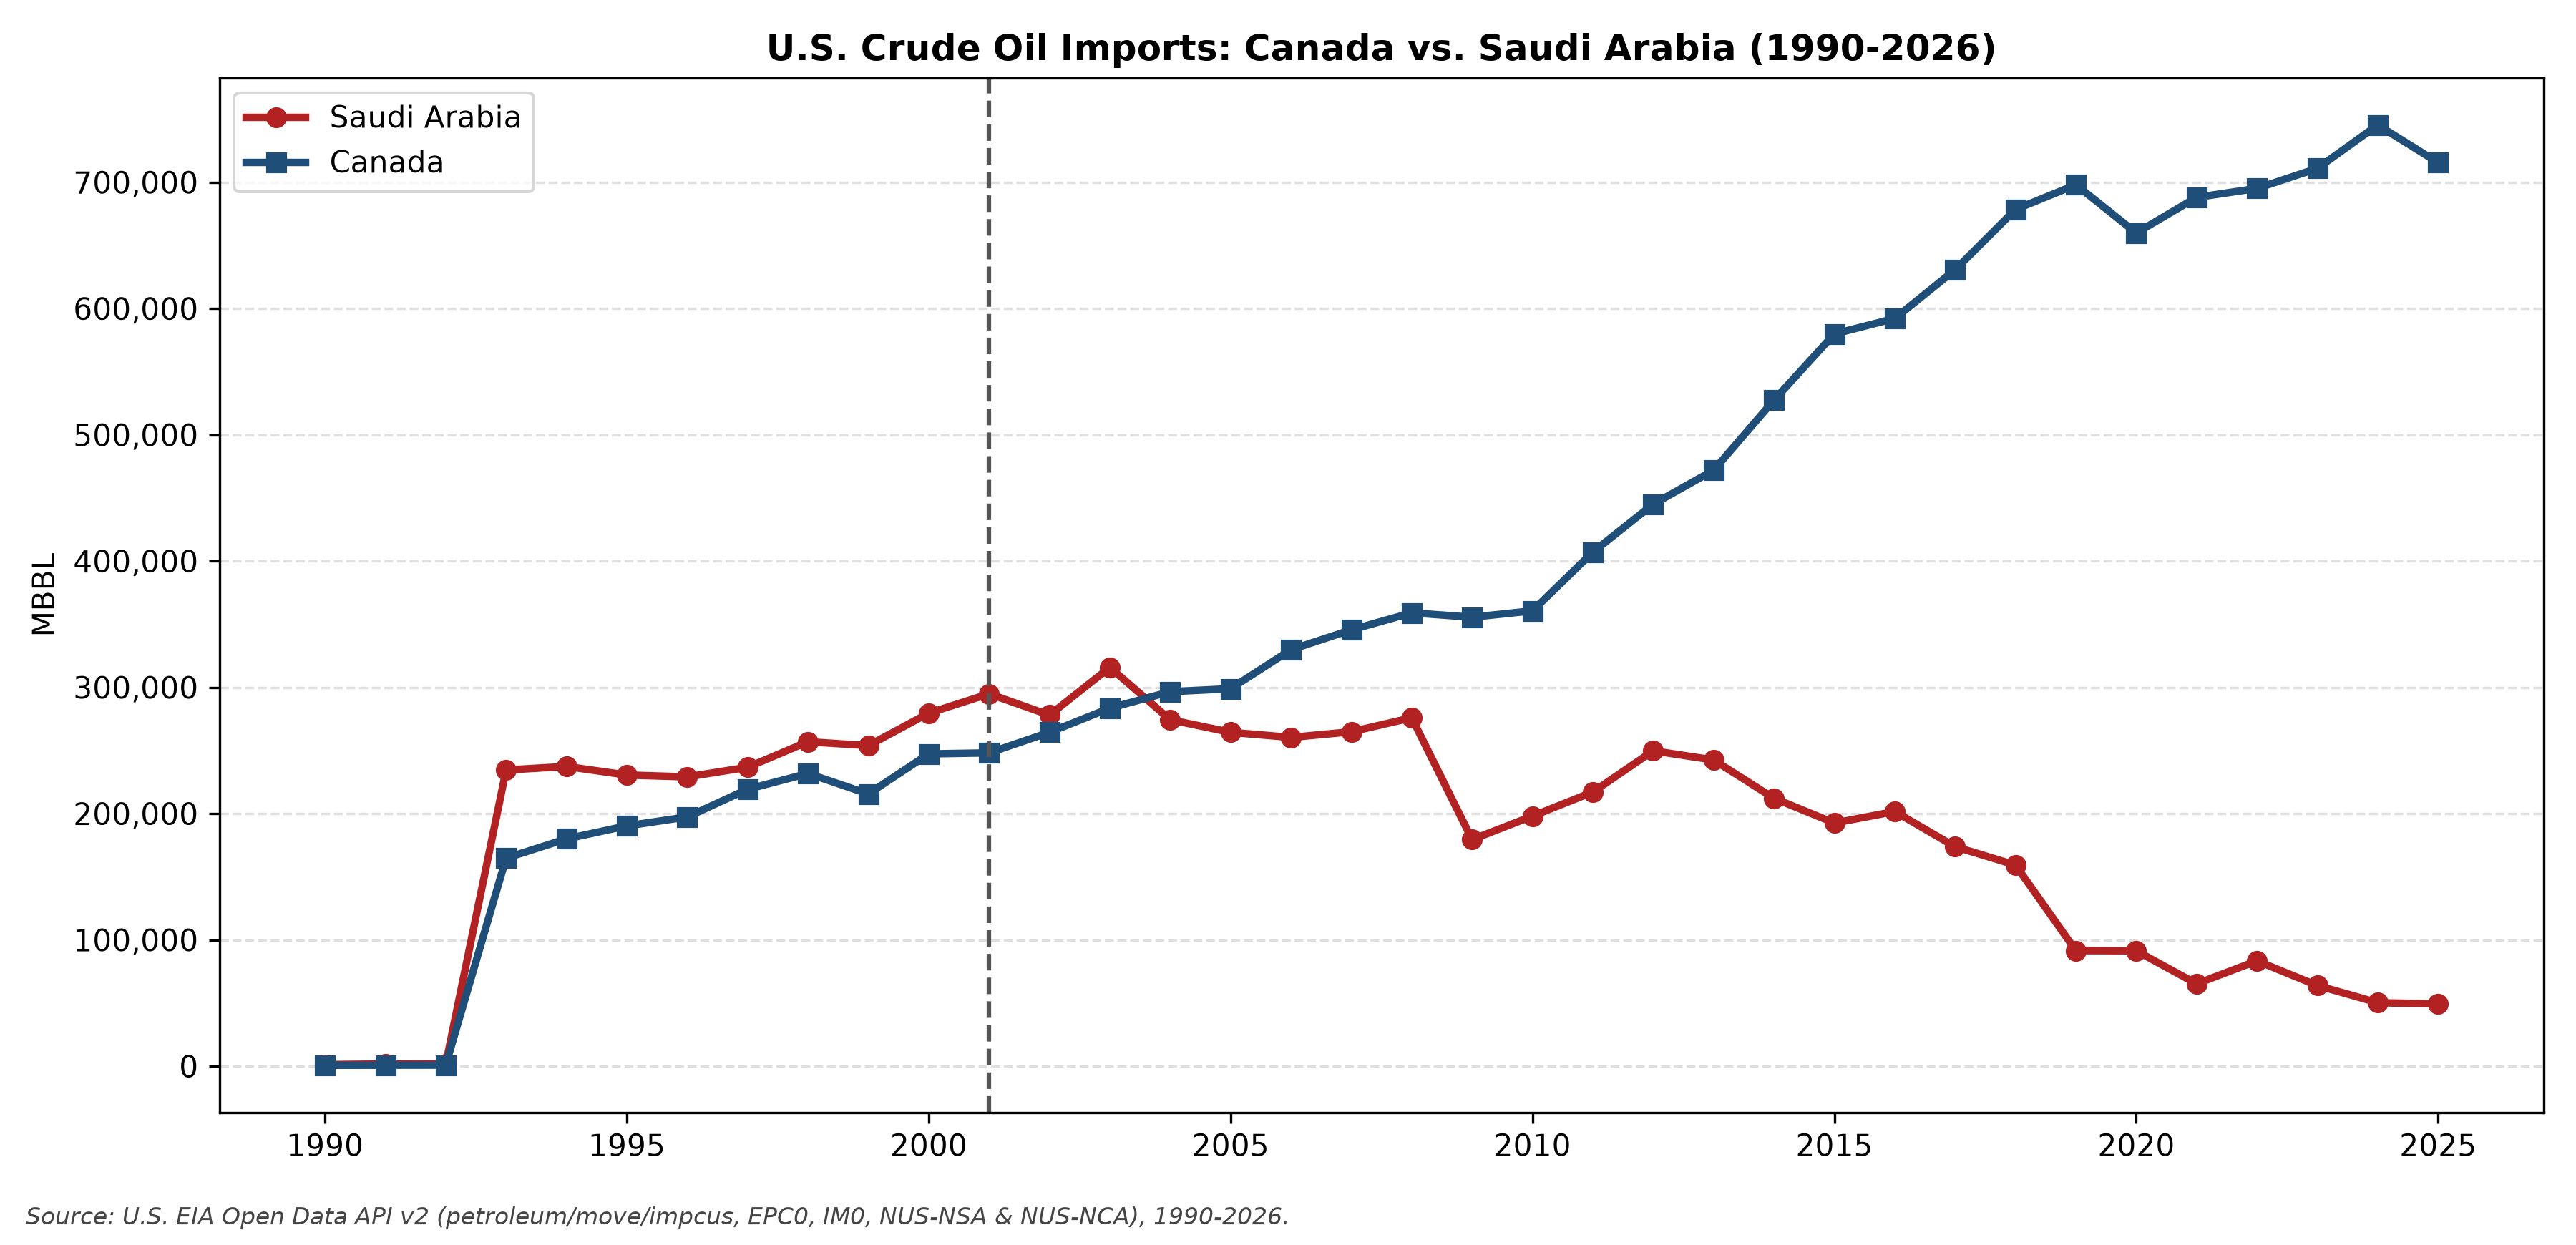 U.S. Crude Oil Imports: Canada vs. Saudi Arabia (1990-2026)
Saudi Arabia
Canada
MBBL
700,000
600,000
500,000
400,000
300,000
200,000
100,000
0
1990 1995 2000 2005 2010 2015 2020 2025
Source: U.S. EIA Open Data API v2 (petroleum/move/impcus, EPC0, IM0, NUS-NSA & NUS-NCA), 1990-2026.